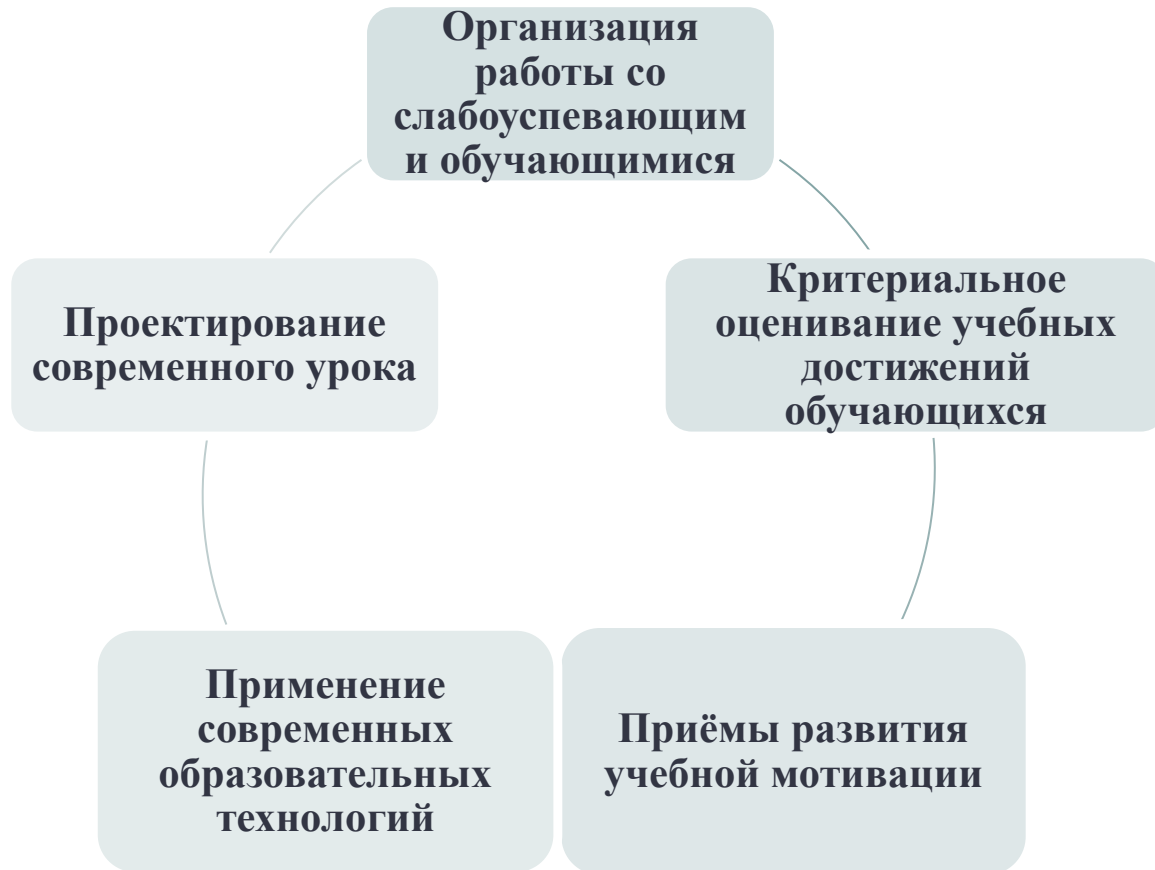 Организация
работы со
слабоуспевающим
и обучающимися
Критериальное
оценивание учебных
достижений
обучающихся
Приёмы развития
учебной мотивации
Применение
современных
образовательных
технологий
Проектирование
современного урока